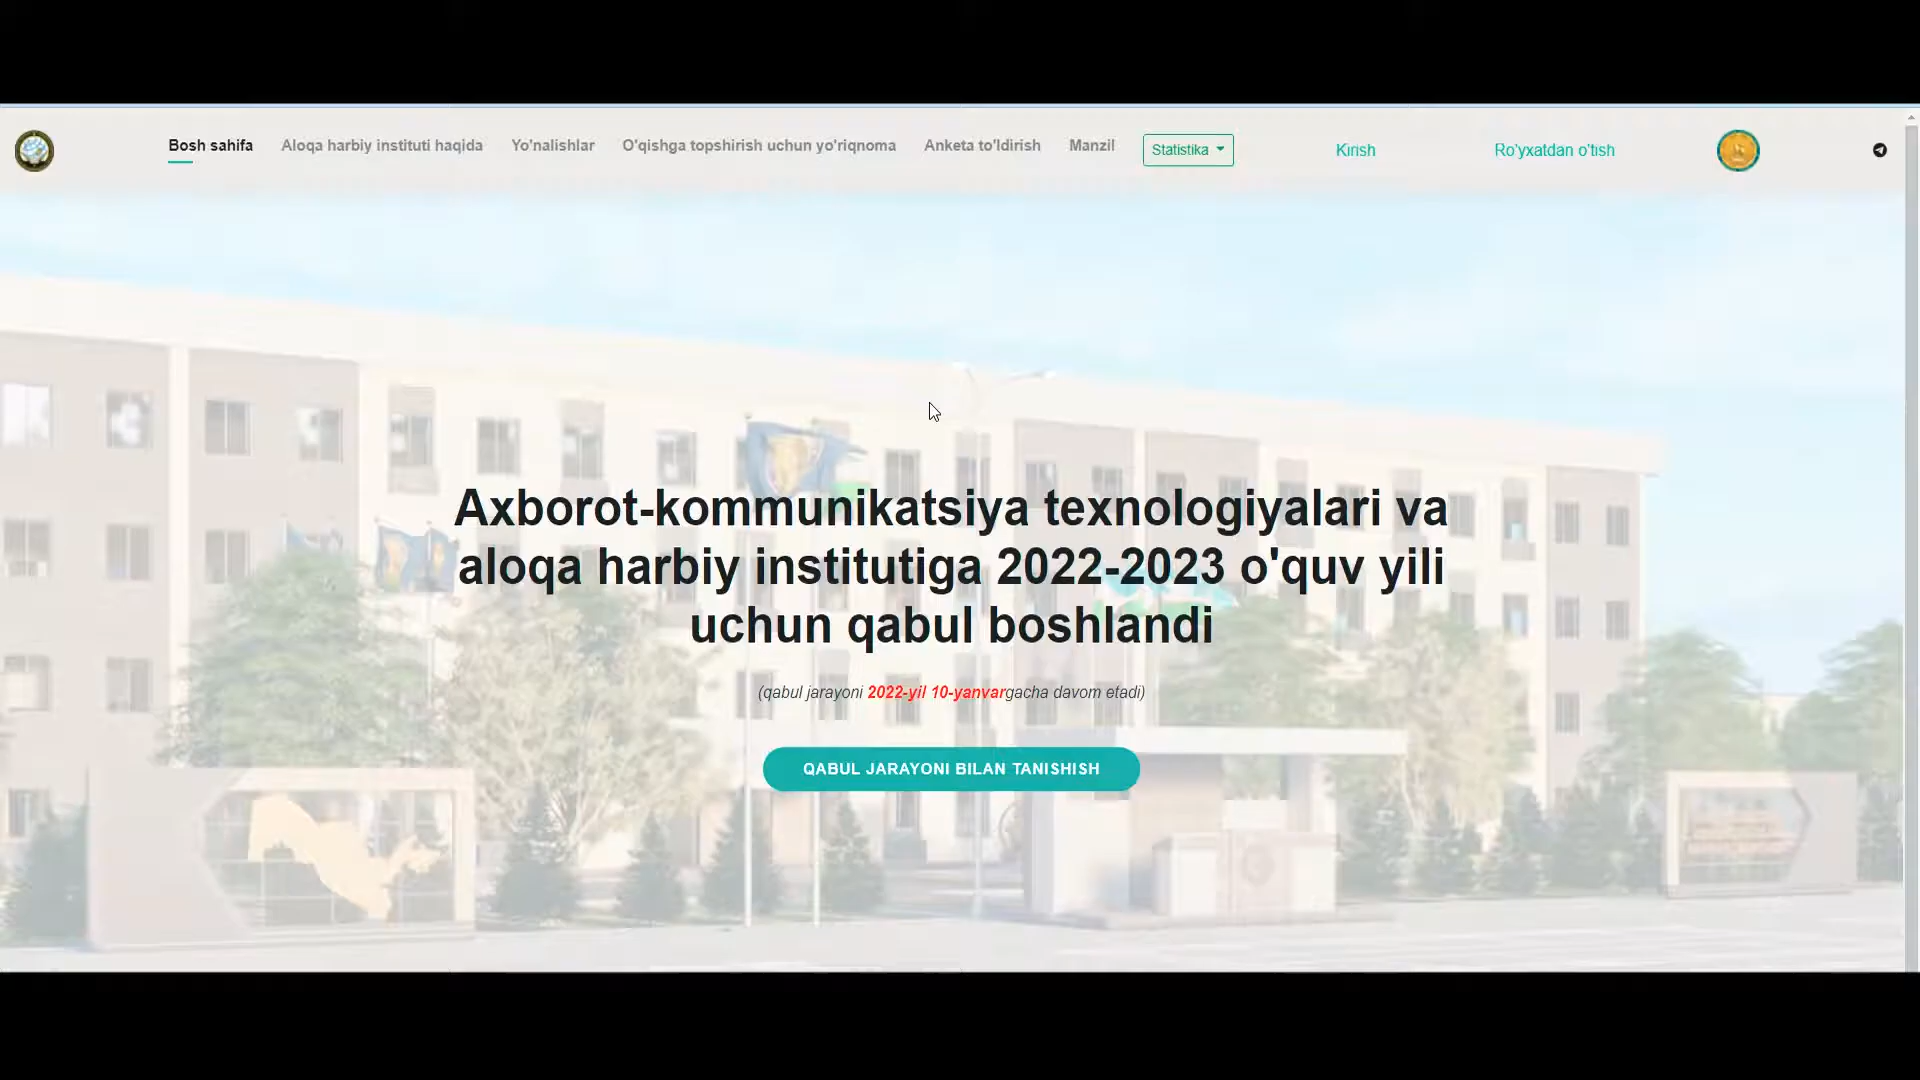 Bosh sahifa Aloqa harbiy instituti haqida Yo'nalishlar O'qishga topshirish uchun yo'riqnoma Anketa to'ldirish Manzil Statistika Kirish Ro'yxatdan o'tish
Axborot-kommunikatsiya texnologiyalari va
aloqa harbiy institutiga 2022-2023 o'quv yili
uchun qabul boshlandi
(qabul jarayoni 2022-yil 10-yanvargacha davom etadi)
QABUL JARAYONI BILAN TANISHISH